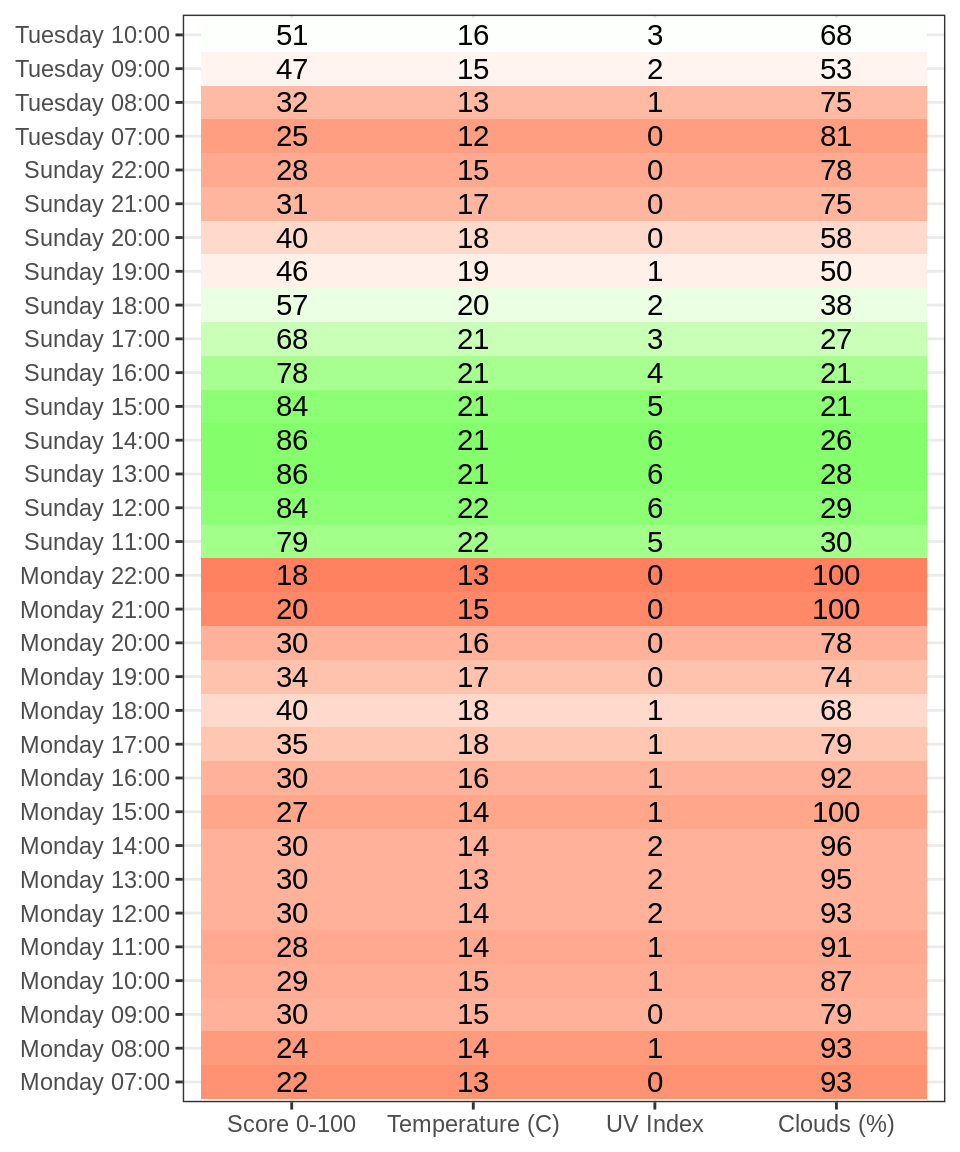 Tuesday 10:00 51 16 3 68
Tuesday 09:00 47 15 2 53
Tuesday 08:00 32 13 1 75
Tuesday 07:00 25 12 0 81
Sunday 22:00 28 15 0 78
Sunday 21:00 31 17 0 75
Sunday 20:00 40 18 0 58
Sunday 19:00 46 19 1 50
Sunday 18:00 57 20 2 38
Sunday 17:00 68 21 3 27
Sunday 16:00 78 21 4 21
Sunday 15:00 84 21 5 21
Sunday 14:00 86 21 6 26
Sunday 13:00 86 21 6 28
Sunday 12:00 84 22 6 29
Sunday 11:00 79 22 5 30
Monday 22:00 18 13 0 100
Monday 21:00 20 15 0 100
Monday 20:00 30 16 0 78
Monday 19:00 34 17 0 74
Monday 18:00 40 18 1 68
Monday 17:00 35 18 1 79
Monday 16:00 30 16 1 92
Monday 15:00 27 14 1 100
Monday 14:00 30 14 2 96
Monday 13:00 30 13 2 95
Monday 12:00 30 14 2 93
Monday 11:00 28 14 1 91
Monday 10:00 29 15 1 87
Monday 09:00 30 15 0 79
Monday 08:00 24 14 1 93
Monday 07:00 22 13 0 93
Score 0-100 Temperature (C) UV Index Clouds (%)